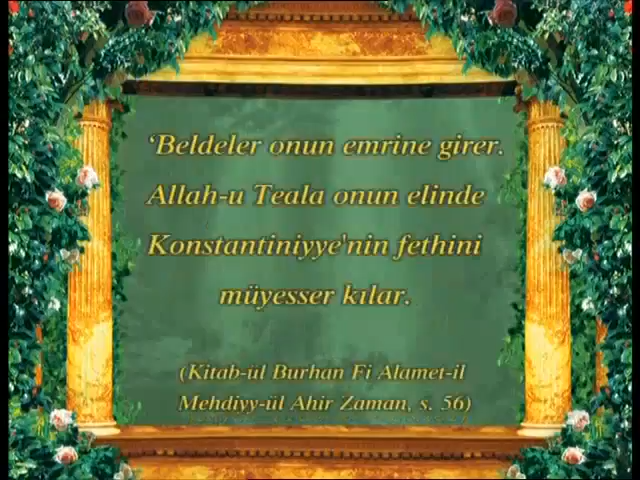 ‘Beldeler onun emrine girer.
Allah-u Teala onun elinde
Konstantiniyye'nin fethini
müyesser kılar.
(Kitab-ül Burhan Fi Alamet-il
Mehdiyy-ül Ahir Zaman, s. 56)